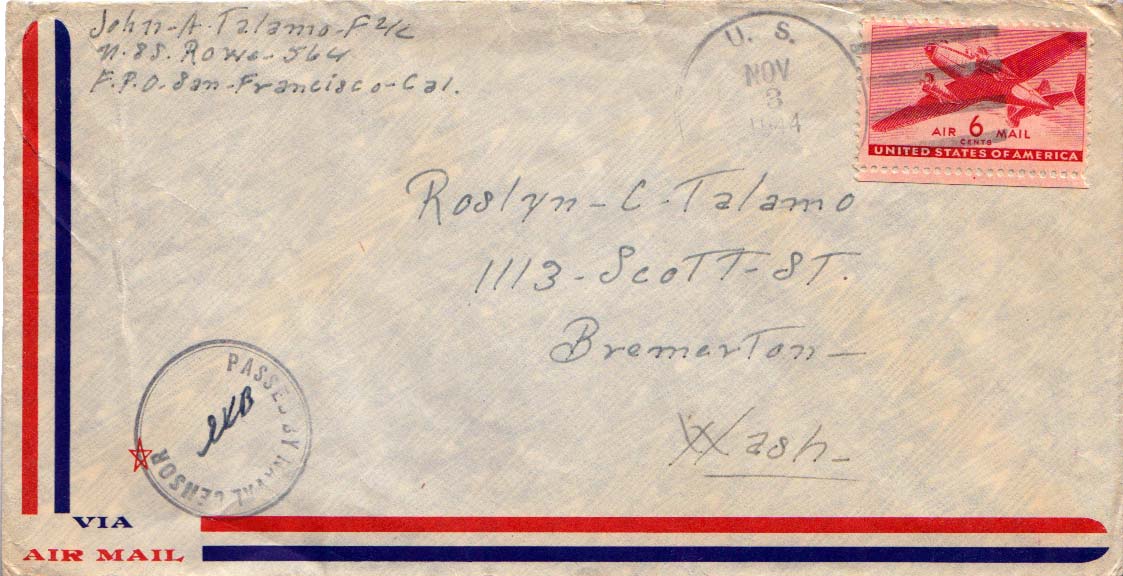 John-A-Talamo-F 2/c
U.S.S. Rowe-564
F.P.O-San-Francisco-Cal.
U. S.
NOV
3
1944
AIR 6 MAIL
CENTS
UNITED STATES OF AMERICA
Roslyn-C-Talamo
1113-Scott-St.
Bremerton-
Wash-
PASSED BY NAVAL CENSOR
VIA
AIR MAIL